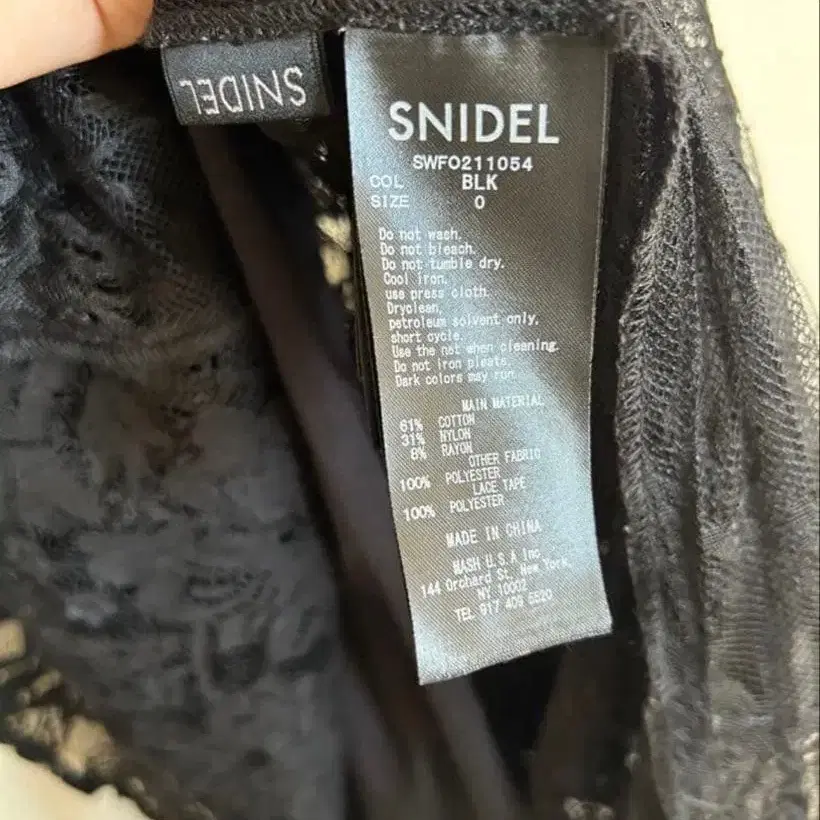 SNIDEL
SNIDEL
SWFO211054
COL BLK
SIZE 0
Do not wash.
Do not bleach.
Do not tumble dry.
Cool iron.
use press cloth.
Dryclean,
petroleum solvent only,
short cycle.
Use the net when cleaning.
Do not iron pleats.
Dark colors may run.
MAIN MATERIAL
61% COTTON
31% NYLON
8% RAYON
OTHER FABRIC
100% POLYESTER
LACE TAPE
100% POLYESTER
MADE IN CHINA
MASH U.S.A Inc
144 Orchard St, New York,
NY 10002
TEL 917 409 5520